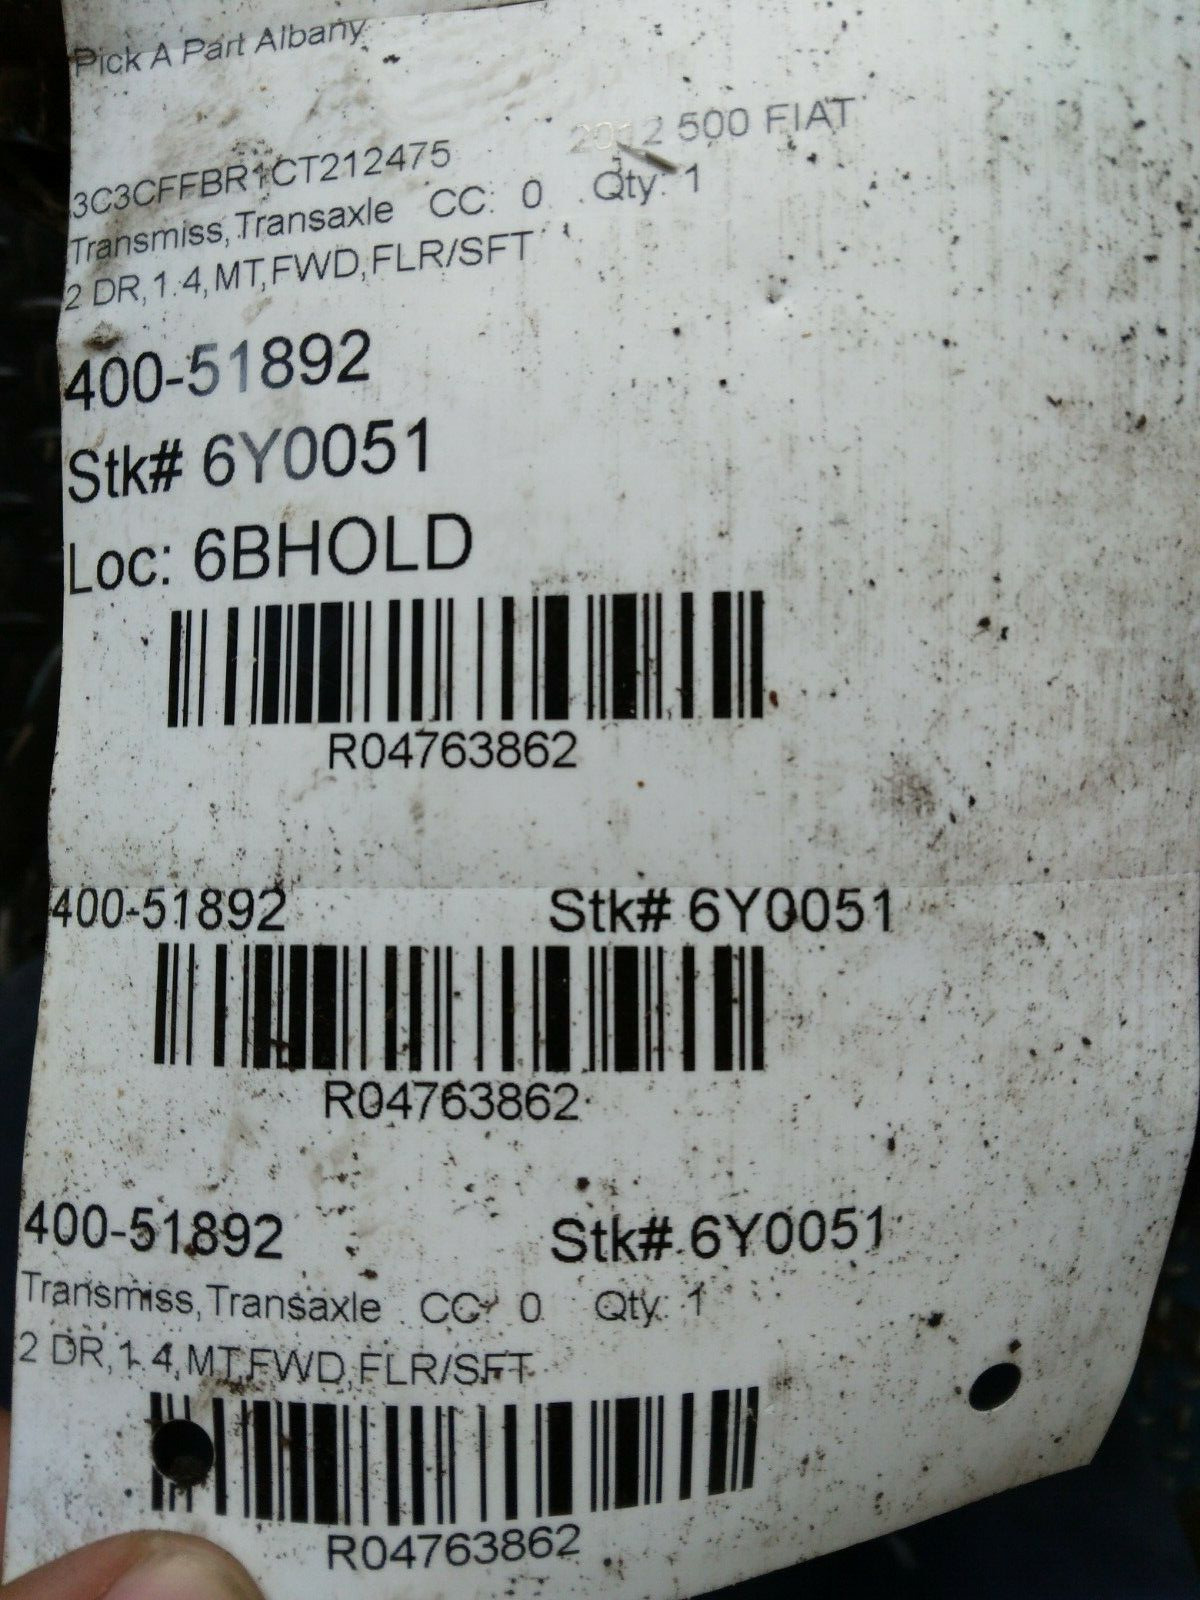 Pick A Part Albany
2012 500 FIAT
3C3CFFBR1CT212475
Transmiss,Transaxle CC: 0 Qty: 1
2 DR,1.4,MT,FWD,FLR/SFT
400-51892
Stk# 6Y0051
Loc: 6BHOLD
R04763862
400-51892 Stk# 6Y0051
R04763862
400-51892 Stk# 6Y0051
Transmiss,Transaxle CC: 0 Qty: 1
2 DR,1.4,MT,FWD,FLR/SFT
R04763862